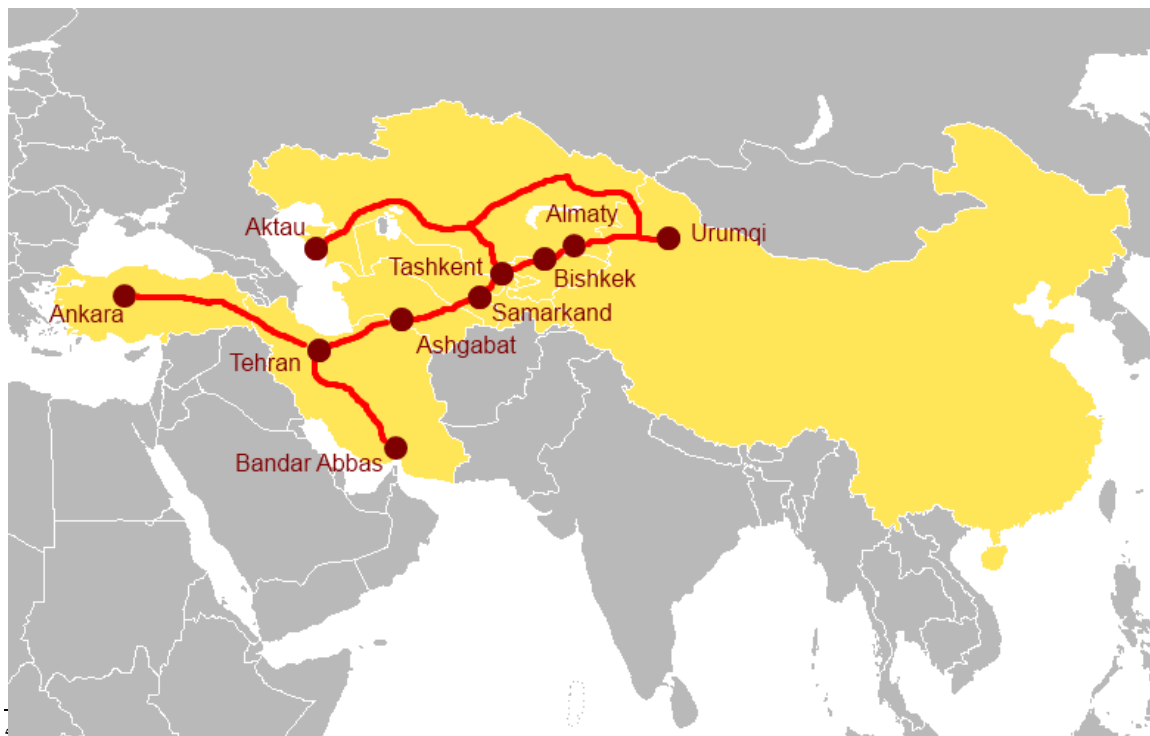 Almaty
Aktau
Urumqi
Tashkent
Bishkek
Ankara
Samarkand
Ashgabat
Tehran
Bandar Abbas